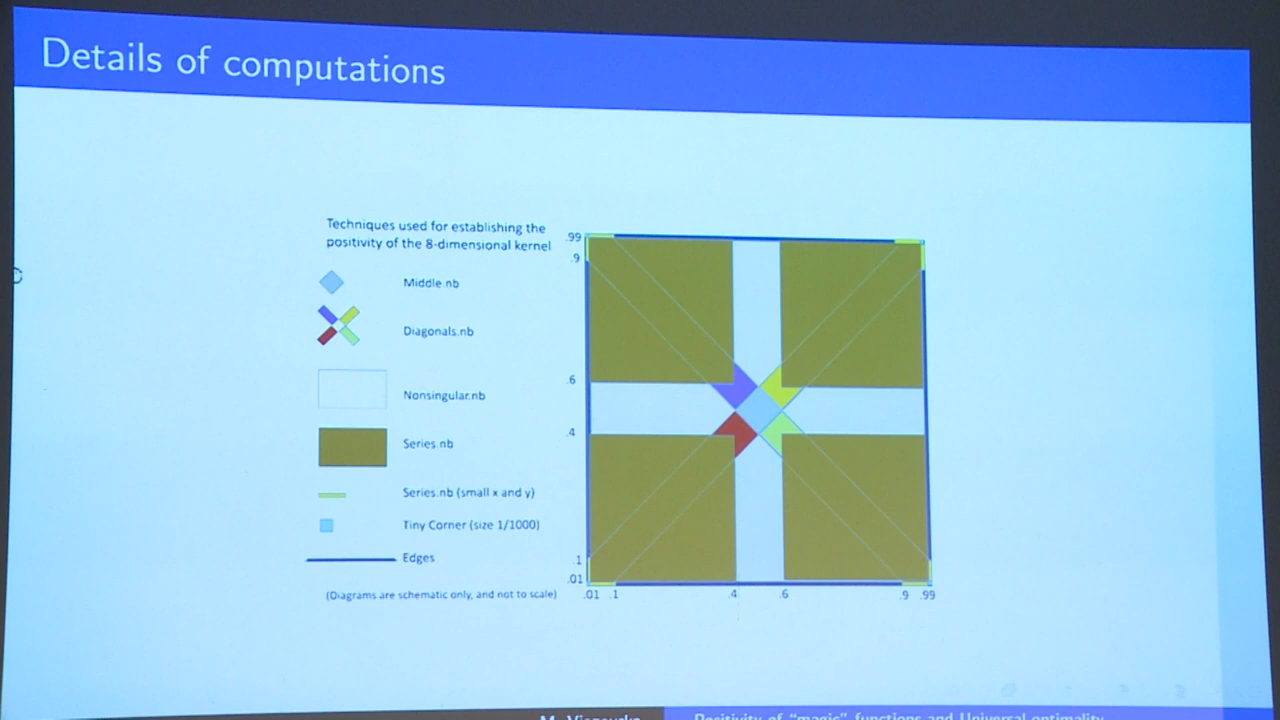 Details of computations
Techniques used for establishing the
positivity of the 8-dimensional kernel
Middle.nb
Diagonals.nb
Nonsingular.nb
Series.nb
Series.nb (small x and y)
Tiny Corner (size 1/1000)
Edges
(Diagrams are schematic only, and not to scale)
.99
.9
.6
.4
.1
.01
.01 .1 .4 .6 .9 .99
Positivity of "magic" functions and Universal optimality